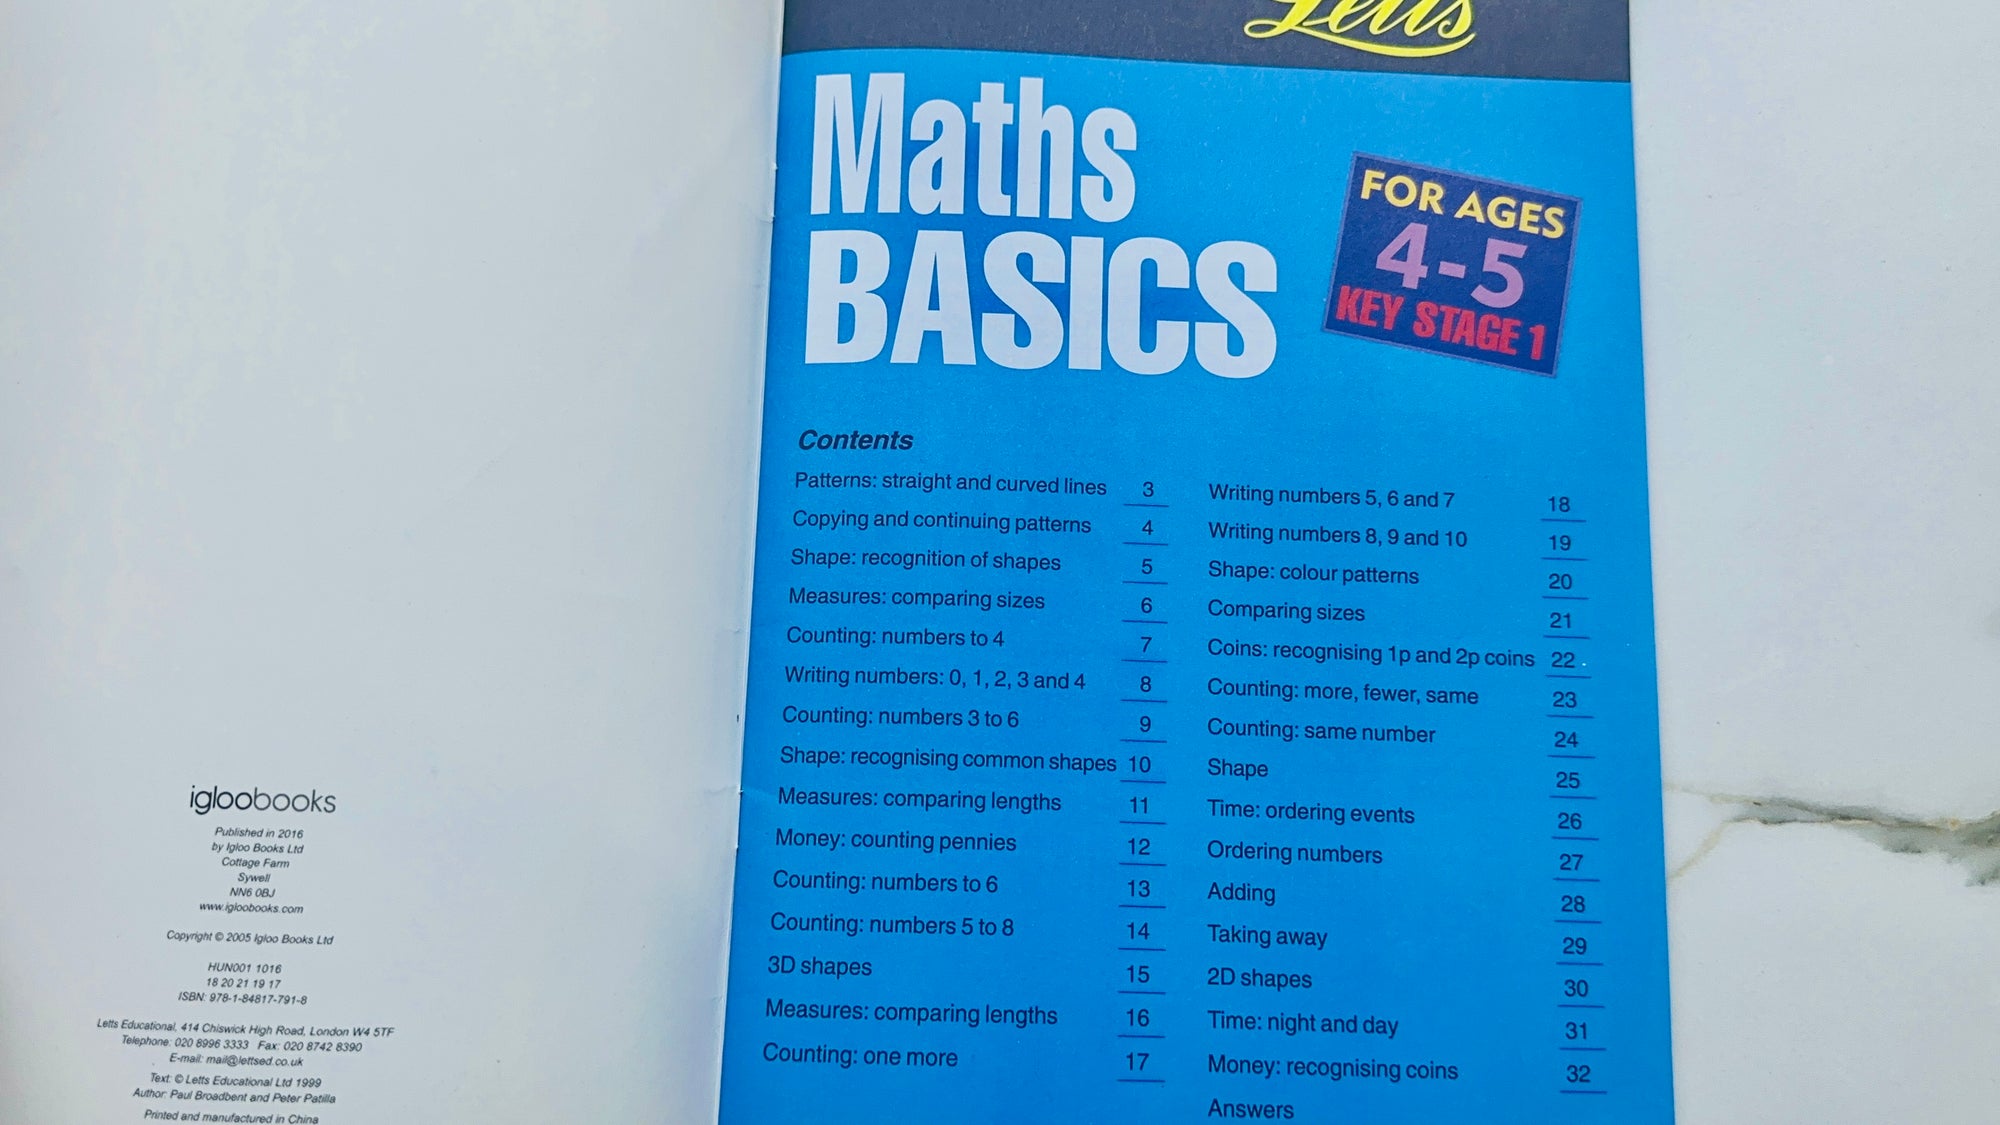 igloobooks
Published in 2016
by Igloo Books Ltd
Cottage Farm
Sywell
NN6 0BJ
www.igloobooks.com
Copyright © 2005 Igloo Books Ltd
HUN001 1016
18 20 21 19 17
ISBN: 978-1-84817-791-8
Letts Educational, 414 Chiswick High Road, London W4 5TF
Telephone: 020 8996 3333 Fax: 020 8742 8390
E-mail: mail@lettsed.co.uk
Text: © Letts Educational Ltd 1999
Author: Paul Broadbent and Peter Patilla
Printed and manufactured in China
Letts
Maths
BASICS
FOR AGES
4-5
KEY STAGE 1
Contents
Patterns: straight and curved lines 3
Copying and continuing patterns 4
Shape: recognition of shapes 5
Measures: comparing sizes 6
Counting: numbers to 4 7
Writing numbers: 0, 1, 2, 3 and 4 8
Counting: numbers 3 to 6 9
Shape: recognising common shapes 10
Measures: comparing lengths 11
Money: counting pennies 12
Counting: numbers to 6 13
Counting: numbers 5 to 8 14
3D shapes 15
Measures: comparing lengths 16
Counting: one more 17
Writing numbers 5, 6 and 7 18
Writing numbers 8, 9 and 10 19
Shape: colour patterns 20
Comparing sizes 21
Coins: recognising 1p and 2p coins 22
Counting: more, fewer, same 23
Counting: same number 24
Shape 25
Time: ordering events 26
Ordering numbers 27
Adding 28
Taking away 29
2D shapes 30
Time: night and day 31
Money: recognising coins 32
Answers